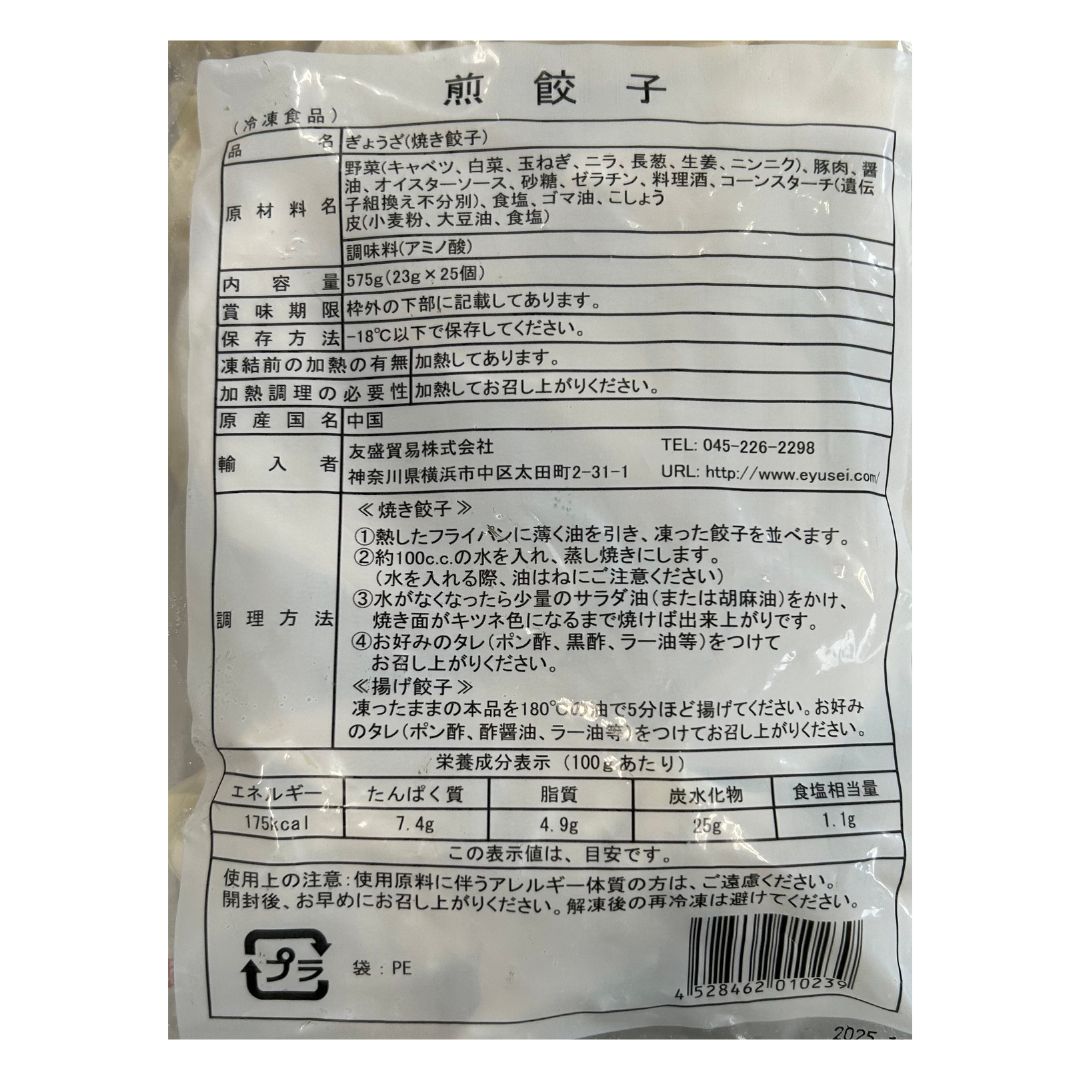 煎餃子
(冷凍食品)
品名 ぎょうざ(焼き餃子)
原材料名 野菜(キャベツ、白菜、玉ねぎ、ニラ、長葱、生姜、ニンニク)、豚肉、醤
油、オイスターソース、砂糖、ゼラチン、料理酒、コーンスターチ(遺伝
子組換え不分別)、食塩、ゴマ油、こしょう
皮(小麦粉、大豆油、食塩)
調味料(アミノ酸)
内容量 575g(23g×25個)
賞味期限 枠外の下部に記載してあります。
保存方法 -18℃以下で保存してください。
凍結前の加熱の有無 加熱してあります。
加熱調理の必要性 加熱してお召し上がりください。
原産国名 中国
輸入者 友盛貿易株式会社 TEL: 045-226-2298
神奈川県横浜市中区太田町2-31-1 URL: http://www.eyusei.com/
調理方法 ≪焼き餃子≫
①熱したフライパンに薄く油を引き、凍った餃子を並べます。
②約100c.c.の水を入れ、蒸し焼きにします。
(水を入れる際、油はねにご注意ください)
③水がなくなったら少量のサラダ油(または胡麻油)をかけ、
焼き面がキツネ色になるまで焼けば出来上がりです。
④お好みのタレ(ポン酢、黒酢、ラー油等)をつけて
お召し上がりください。
≪揚げ餃子≫
凍ったままの本品を180℃の油で5分ほど揚げてください。お好み
のタレ(ポン酢、酢醤油、ラー油等)をつけてお召し上がりください。
栄養成分表示 (100gあたり)
エネルギー たんぱく質 脂質 炭水化物 食塩相当量
175kcal 7.4g 4.9g 25g 1.1g
この表示値は、目安です。
使用上の注意:使用原料に伴うアレルギー体質の方は、ご遠慮ください。
開封後、お早めにお召し上がりください。解凍後の再冷凍は避けてください。
プラ 袋:PE
4 528462 010239
2025